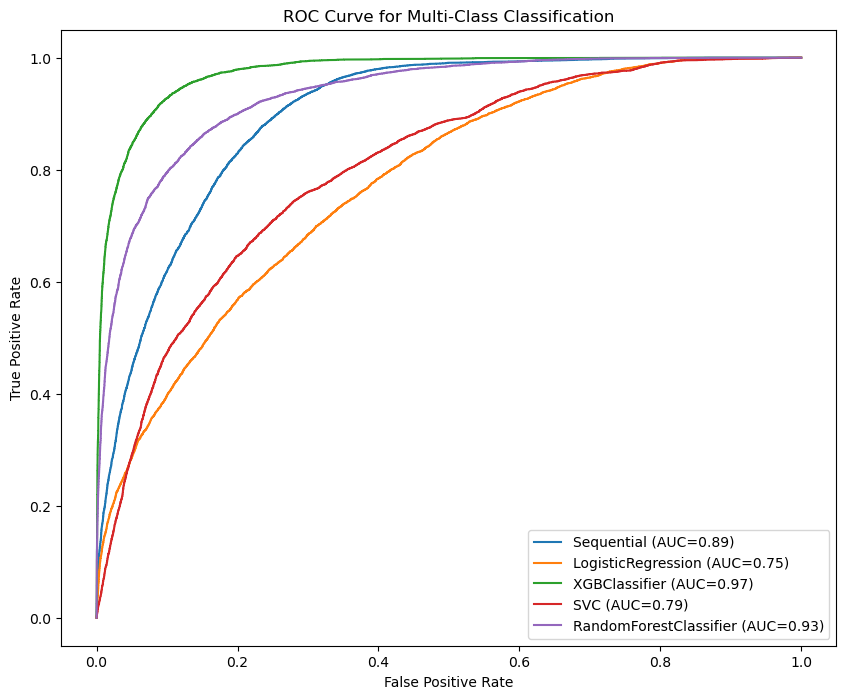 ROC Curve for Multi-Class Classification
True Positive Rate
1.0
0.8
0.6
0.4
0.2
0.0
Sequential (AUC=0.89)
LogisticRegression (AUC=0.75)
XGBClassifier (AUC=0.97)
SVC (AUC=0.79)
RandomForestClassifier (AUC=0.93)
0.0 0.2 0.4 0.6 0.8 1.0
False Positive Rate